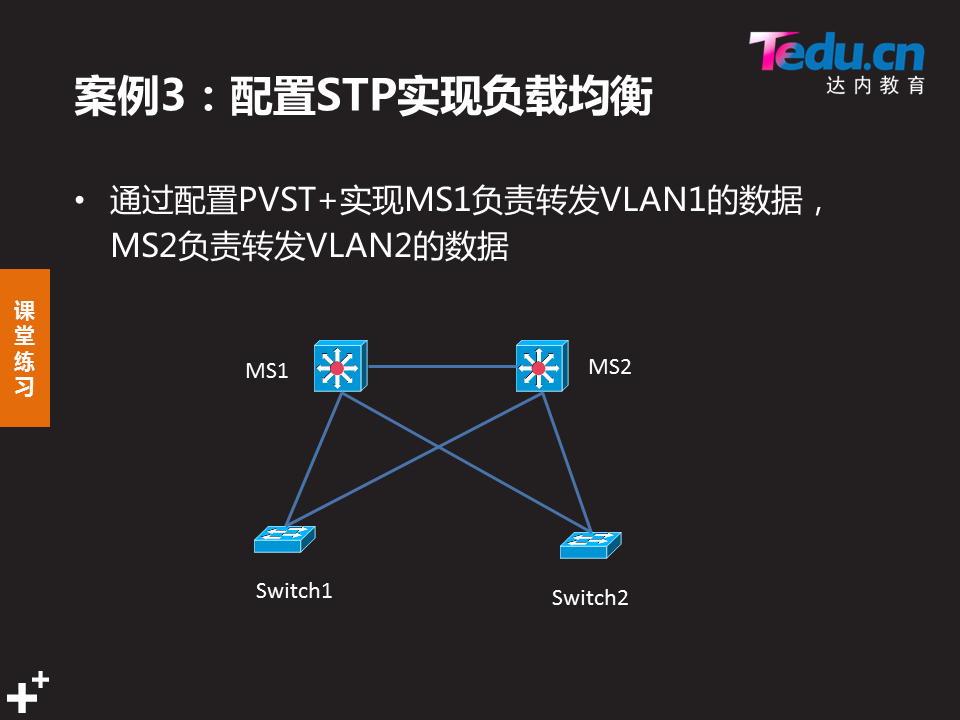 Tedu.cn
达内教育
案例3：配置STP实现负载均衡
• 通过配置PVST+实现MS1负责转发VLAN1的数据，
MS2负责转发VLAN2的数据
课
堂
练
习
MS1
MS2
Switch1
Switch2